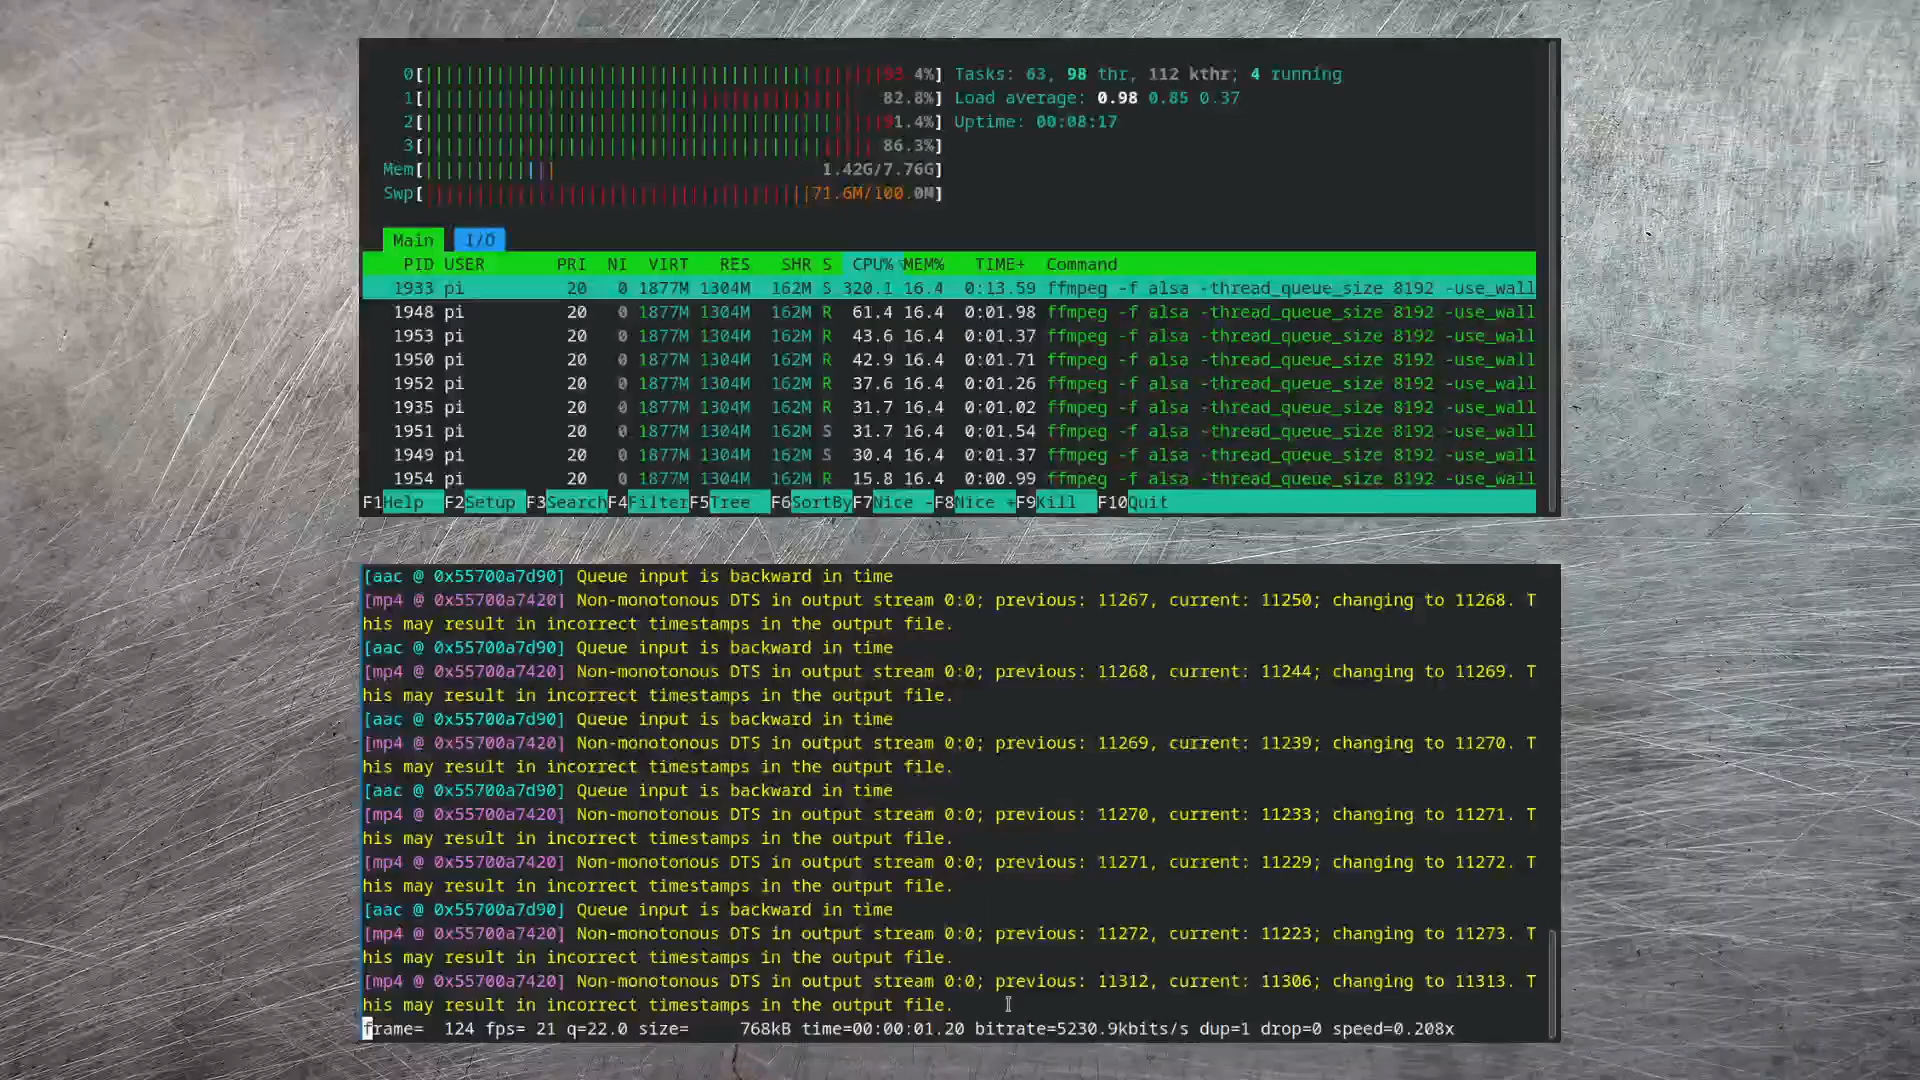 0[ 93.4%] Tasks: 63, 98 thr, 112 kthr; 4 running
1[ 82.8%] Load average: 0.98 0.85 0.37
2[ 91.4%] Uptime: 00:08:17
3[ 86.3%]
Mem[ 1.42G/7.76G]
Swp[ 71.6M/100.0M]
Main I/O
PID USER PRI NI VIRT RES SHR S CPU% MEM% TIME+ Command
1933 pi 20 0 1877M 1304M 162M S 320.1 16.4 0:13.59 ffmpeg -f alsa -thread_queue_size 8192 -use_wall
1948 pi 20 0 1877M 1304M 162M R 61.4 16.4 0:01.98 ffmpeg -f alsa -thread_queue_size 8192 -use_wall
1953 pi 20 0 1877M 1304M 162M R 43.6 16.4 0:01.37 ffmpeg -f alsa -thread_queue_size 8192 -use_wall
1950 pi 20 0 1877M 1304M 162M R 42.9 16.4 0:01.71 ffmpeg -f alsa -thread_queue_size 8192 -use_wall
1952 pi 20 0 1877M 1304M 162M R 37.6 16.4 0:01.26 ffmpeg -f alsa -thread_queue_size 8192 -use_wall
1935 pi 20 0 1877M 1304M 162M R 31.7 16.4 0:01.02 ffmpeg -f alsa -thread_queue_size 8192 -use_wall
1951 pi 20 0 1877M 1304M 162M S 31.7 16.4 0:01.54 ffmpeg -f alsa -thread_queue_size 8192 -use_wall
1949 pi 20 0 1877M 1304M 162M S 30.4 16.4 0:01.37 ffmpeg -f alsa -thread_queue_size 8192 -use_wall
1954 pi 20 0 1877M 1304M 162M R 15.8 16.4 0:00.99 ffmpeg -f alsa -thread_queue_size 8192 -use_wall
F1Help F2Setup F3SearchF4FilterF5Tree F6SortByF7Nice -F8Nice +F9Kill F10Quit
[aac @ 0x55700a7d90] Queue input is backward in time
[mp4 @ 0x55700a7420] Non-monotonous DTS in output stream 0:0; previous: 11267, current: 11250; changing to 11268. T
his may result in incorrect timestamps in the output file.
[aac @ 0x55700a7d90] Queue input is backward in time
[mp4 @ 0x55700a7420] Non-monotonous DTS in output stream 0:0; previous: 11268, current: 11244; changing to 11269. T
his may result in incorrect timestamps in the output file.
[aac @ 0x55700a7d90] Queue input is backward in time
[mp4 @ 0x55700a7420] Non-monotonous DTS in output stream 0:0; previous: 11269, current: 11239; changing to 11270. T
his may result in incorrect timestamps in the output file.
[aac @ 0x55700a7d90] Queue input is backward in time
[mp4 @ 0x55700a7420] Non-monotonous DTS in output stream 0:0; previous: 11270, current: 11233; changing to 11271. T
his may result in incorrect timestamps in the output file.
[mp4 @ 0x55700a7420] Non-monotonous DTS in output stream 0:0; previous: 11271, current: 11229; changing to 11272. T
his may result in incorrect timestamps in the output file.
[aac @ 0x55700a7d90] Queue input is backward in time
[mp4 @ 0x55700a7420] Non-monotonous DTS in output stream 0:0; previous: 11272, current: 11223; changing to 11273. T
his may result in incorrect timestamps in the output file.
[mp4 @ 0x55700a7420] Non-monotonous DTS in output stream 0:0; previous: 11312, current: 11306; changing to 11313. T
his may result in incorrect timestamps in the output file.
frame= 124 fps= 21 q=22.0 size= 768kB time=00:00:01.20 bitrate=5230.9kbits/s dup=1 drop=0 speed=0.208x